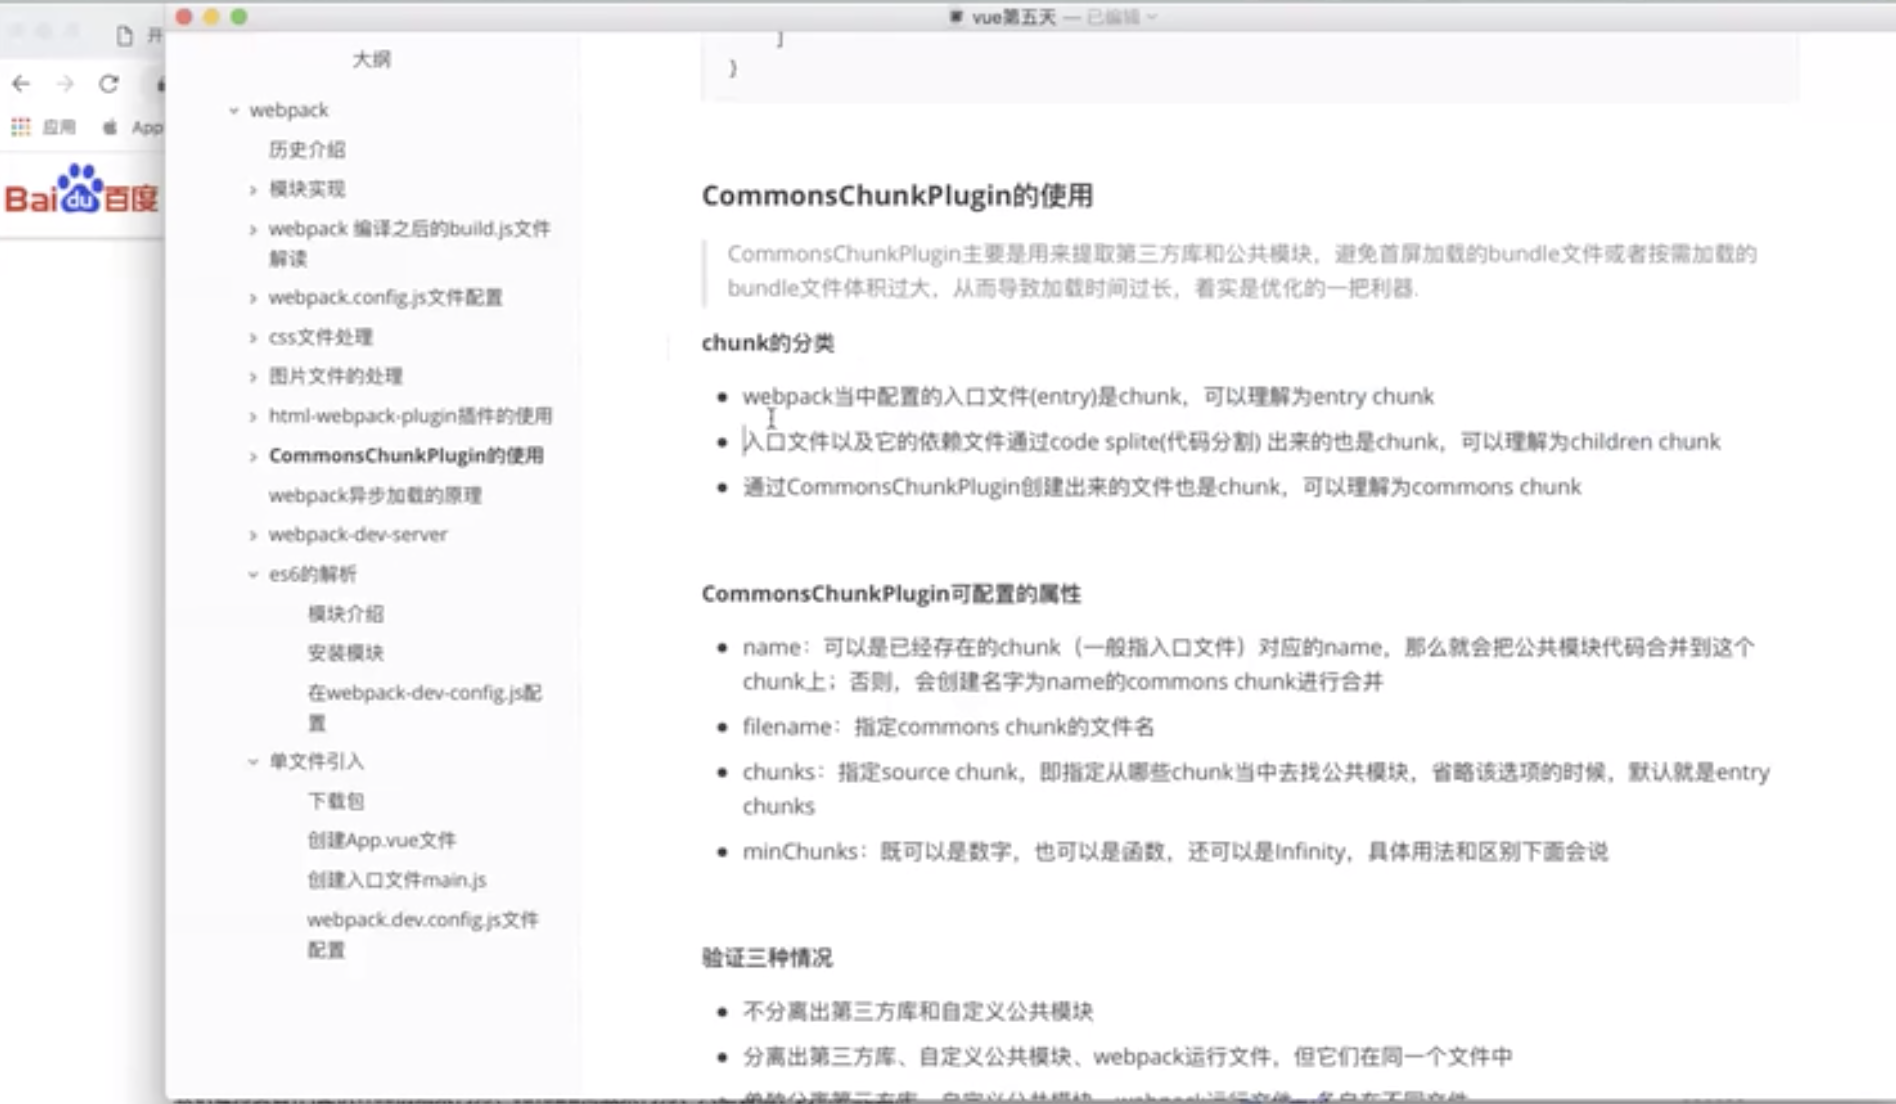 vue第五天 — 已编辑
开
应用
App
Bai du 百度
大纲
webpack
历史介绍
模块实现
webpack 编译之后的build.js文件
解读
webpack.config.js文件配置
css文件处理
图片文件的处理
html-webpack-plugin插件的使用
CommonsChunkPlugin的使用
webpack异步加载的原理
webpack-dev-server
es6的解析
模块介绍
安装模块
在webpack-dev-config.js配
置
单文件引入
下载包
创建App.vue文件
创建入口文件main.js
webpack.dev.config.js文件
配置
]
}
CommonsChunkPlugin的使用
CommonsChunkPlugin主要是用来提取第三方库和公共模块，避免首屏加载的bundle文件或者按需加载的
bundle文件体积过大，从而导致加载时间过长，着实是优化的一把利器.
chunk的分类
webpack当中配置的入口文件(entry)是chunk，可以理解为entry chunk
入口文件以及它的依赖文件通过code splite(代码分割) 出来的也是chunk，可以理解为children chunk
通过CommonsChunkPlugin创建出来的文件也是chunk，可以理解为commons chunk
CommonsChunkPlugin可配置的属性
name：可以是已经存在的chunk（一般指入口文件）对应的name，那么就会把公共模块代码合并到这个
chunk上；否则，会创建名字为name的commons chunk进行合并
filename：指定commons chunk的文件名
chunks：指定source chunk，即指定从哪些chunk当中去找公共模块，省略该选项的时候，默认就是entry
chunks
minChunks：既可以是数字，也可以是函数，还可以是Infinity，具体用法和区别下面会说
验证三种情况
不分离出第三方库和自定义公共模块
分离出第三方库、自定义公共模块、webpack运行文件，但它们在同一个文件中
单独分离第三方库、自定义公共模块、webpack运行文件，各自在不同文件